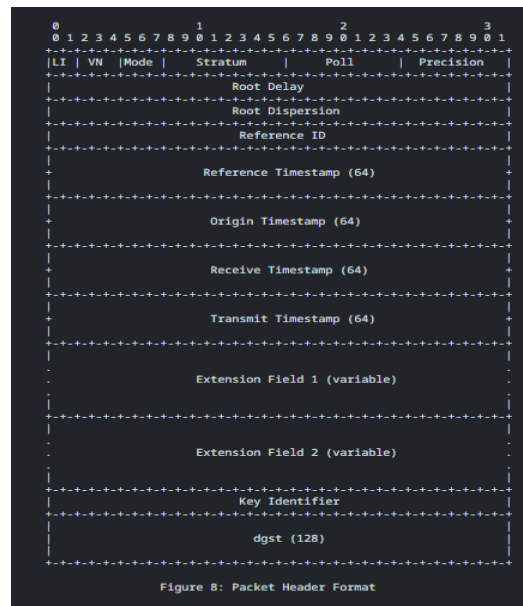 0                   1                   2                   3
0 1 2 3 4 5 6 7 8 9 0 1 2 3 4 5 6 7 8 9 0 1 2 3 4 5 6 7 8 9 0 1
+-+-+-+-+-+-+-+-+-+-+-+-+-+-+-+-+-+-+-+-+-+-+-+-+-+-+-+-+-+-+-+-+
|LI | VN  |Mode |    Stratum    |     Poll      |   Precision   |
+-+-+-+-+-+-+-+-+-+-+-+-+-+-+-+-+-+-+-+-+-+-+-+-+-+-+-+-+-+-+-+-+
|                         Root Delay                            |
+-+-+-+-+-+-+-+-+-+-+-+-+-+-+-+-+-+-+-+-+-+-+-+-+-+-+-+-+-+-+-+-+
|                         Root Dispersion                       |
+-+-+-+-+-+-+-+-+-+-+-+-+-+-+-+-+-+-+-+-+-+-+-+-+-+-+-+-+-+-+-+-+
|                          Reference ID                         |
+-+-+-+-+-+-+-+-+-+-+-+-+-+-+-+-+-+-+-+-+-+-+-+-+-+-+-+-+-+-+-+-+
|                                                               |
+                     Reference Timestamp (64)                  +
|                                                               |
+-+-+-+-+-+-+-+-+-+-+-+-+-+-+-+-+-+-+-+-+-+-+-+-+-+-+-+-+-+-+-+-+
|                                                               |
+                      Origin Timestamp (64)                    +
|                                                               |
+-+-+-+-+-+-+-+-+-+-+-+-+-+-+-+-+-+-+-+-+-+-+-+-+-+-+-+-+-+-+-+-+
|                                                               |
+                      Receive Timestamp (64)                   +
|                                                               |
+-+-+-+-+-+-+-+-+-+-+-+-+-+-+-+-+-+-+-+-+-+-+-+-+-+-+-+-+-+-+-+-+
|                                                               |
+                      Transmit Timestamp (64)                  +
|                                                               |
+-+-+-+-+-+-+-+-+-+-+-+-+-+-+-+-+-+-+-+-+-+-+-+-+-+-+-+-+-+-+-+-+
|                                                               |
.                                                               .
.                    Extension Field 1 (variable)               .
.                                                               .
|                                                               |
+-+-+-+-+-+-+-+-+-+-+-+-+-+-+-+-+-+-+-+-+-+-+-+-+-+-+-+-+-+-+-+-+
|                                                               |
.                                                               .
.                    Extension Field 2 (variable)               .
.                                                               .
|                                                               |
+-+-+-+-+-+-+-+-+-+-+-+-+-+-+-+-+-+-+-+-+-+-+-+-+-+-+-+-+-+-+-+-+
|                          Key Identifier                       |
+-+-+-+-+-+-+-+-+-+-+-+-+-+-+-+-+-+-+-+-+-+-+-+-+-+-+-+-+-+-+-+-+
|                                                               |
|                            dgst (128)                         |
|                                                               |
+-+-+-+-+-+-+-+-+-+-+-+-+-+-+-+-+-+-+-+-+-+-+-+-+-+-+-+-+-+-+-+-+
Figure 8: Packet Header Format